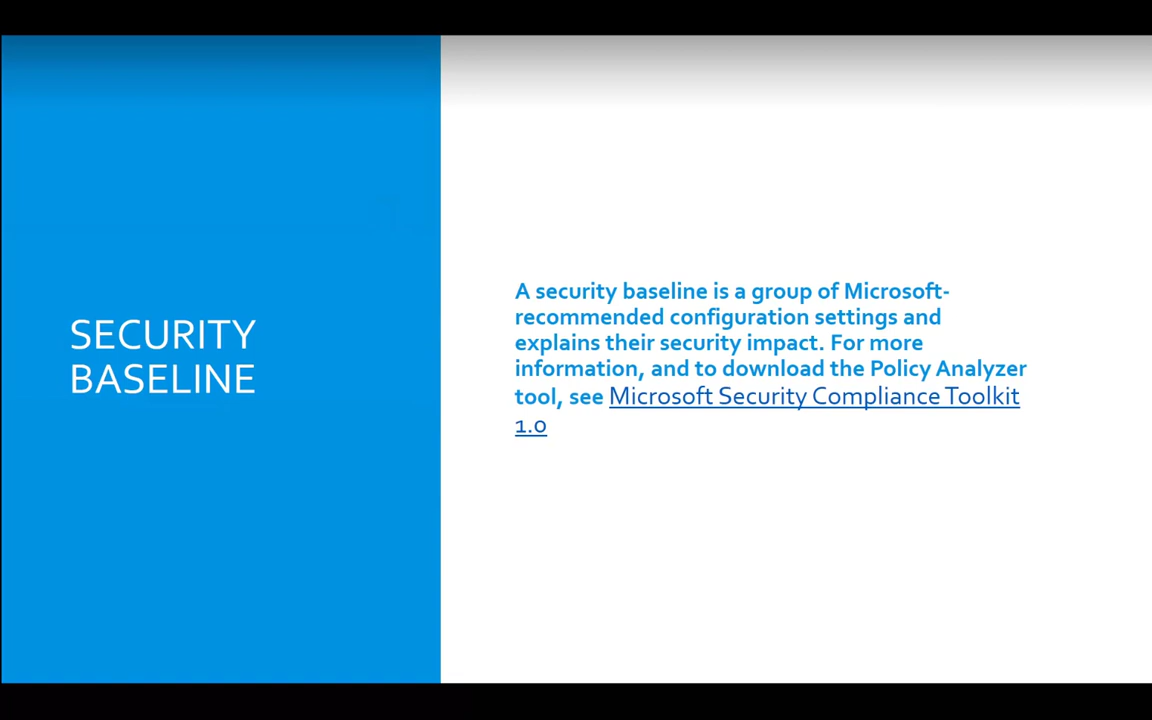 SECURITY
BASELINE
A security baseline is a group of Microsoft-
recommended configuration settings and
explains their security impact. For more
information, and to download the Policy Analyzer
tool, see Microsoft Security Compliance Toolkit
1.0